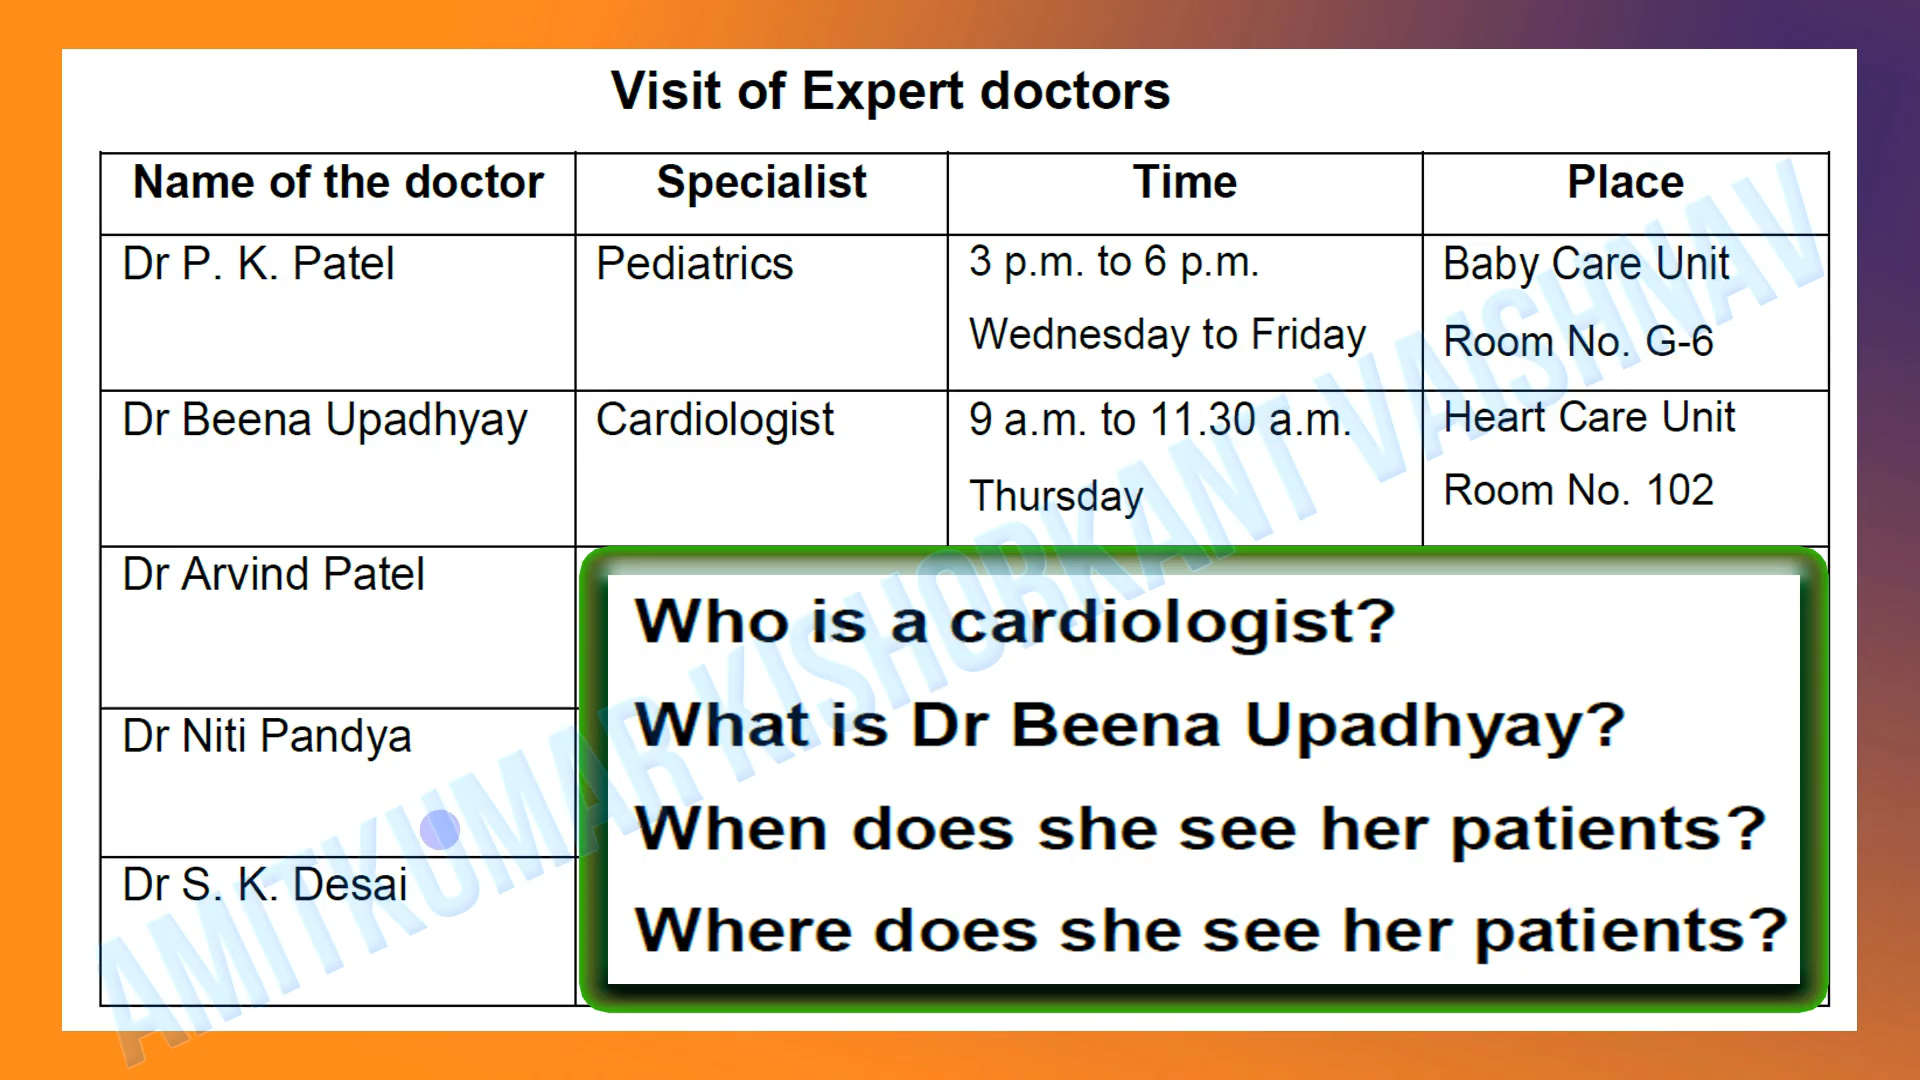 Visit of Expert doctors
Name of the doctor Specialist Time Place
Dr P. K. Patel Pediatrics 3 p.m. to 6 p.m. Baby Care Unit
Wednesday to Friday Room No. G-6
Dr Beena Upadhyay Cardiologist 9 a.m. to 11.30 a.m. Heart Care Unit
Thursday Room No. 102
Dr Arvind Patel
Dr Niti Pandya
Dr S. K. Desai
Who is a cardiologist?
What is Dr Beena Upadhyay?
When does she see her patients?
Where does she see her patients?
AMITKUMAR KISHORKANT VAISHNAV